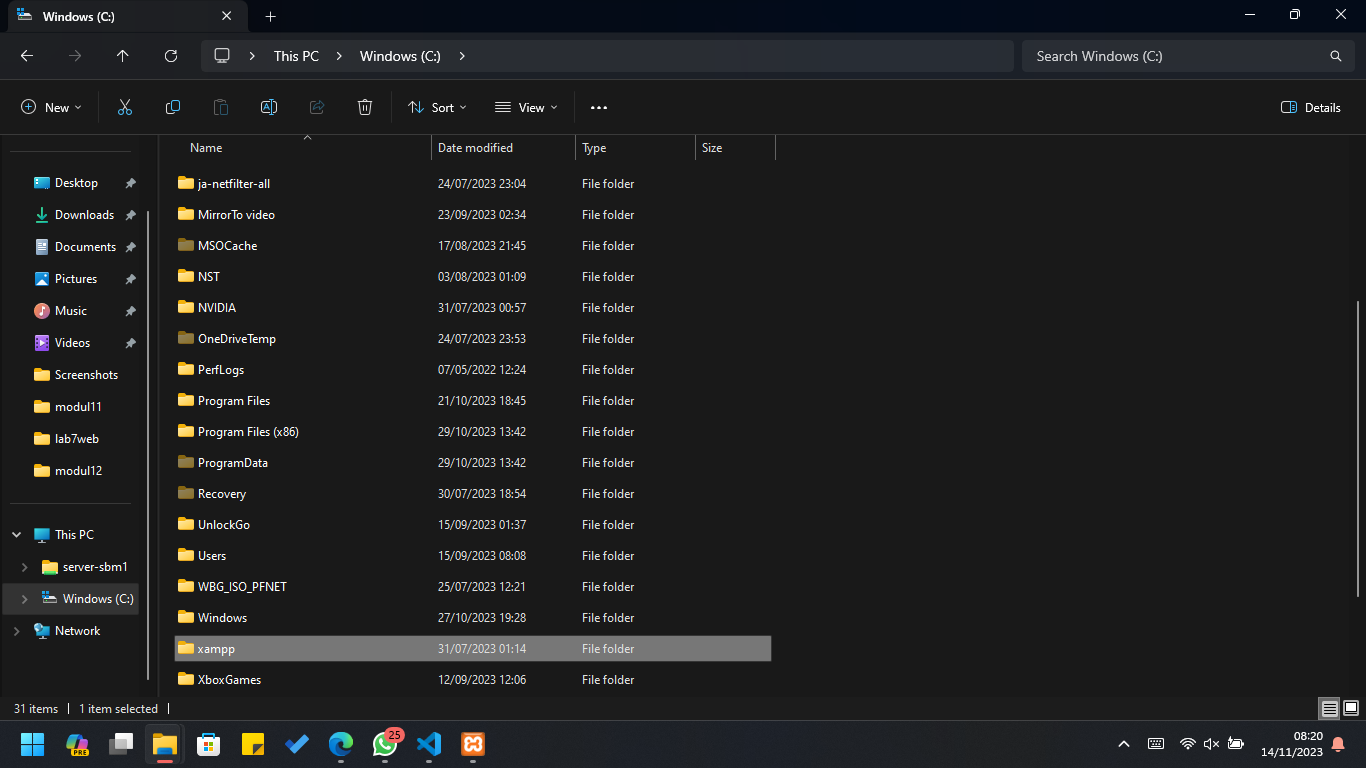 Windows (C:)
This PC Windows (C:)
Search Windows (C:)
New
Sort
View
Details
Name Date modified Type Size
Desktop
Downloads
Documents
Pictures
Music
Videos
Screenshots
modul11
lab7web
modul12
This PC
server-sbm1
Windows (C:)
Network
ja-netfilter-all 24/07/2023 23:04 File folder
MirrorTo video 23/09/2023 02:34 File folder
MSOCache 17/08/2023 21:45 File folder
NST 03/08/2023 01:09 File folder
NVIDIA 31/07/2023 00:57 File folder
OneDriveTemp 24/07/2023 23:53 File folder
PerfLogs 07/05/2022 12:24 File folder
Program Files 21/10/2023 18:45 File folder
Program Files (x86) 29/10/2023 13:42 File folder
ProgramData 29/10/2023 13:42 File folder
Recovery 30/07/2023 18:54 File folder
UnlockGo 15/09/2023 01:37 File folder
Users 15/09/2023 08:08 File folder
WBG_ISO_PFNET 25/07/2023 12:21 File folder
Windows 27/10/2023 19:28 File folder
xampp 31/07/2023 01:14 File folder
XboxGames 12/09/2023 12:06 File folder
31 items 1 item selected
PRE
25
08:20
14/11/2023